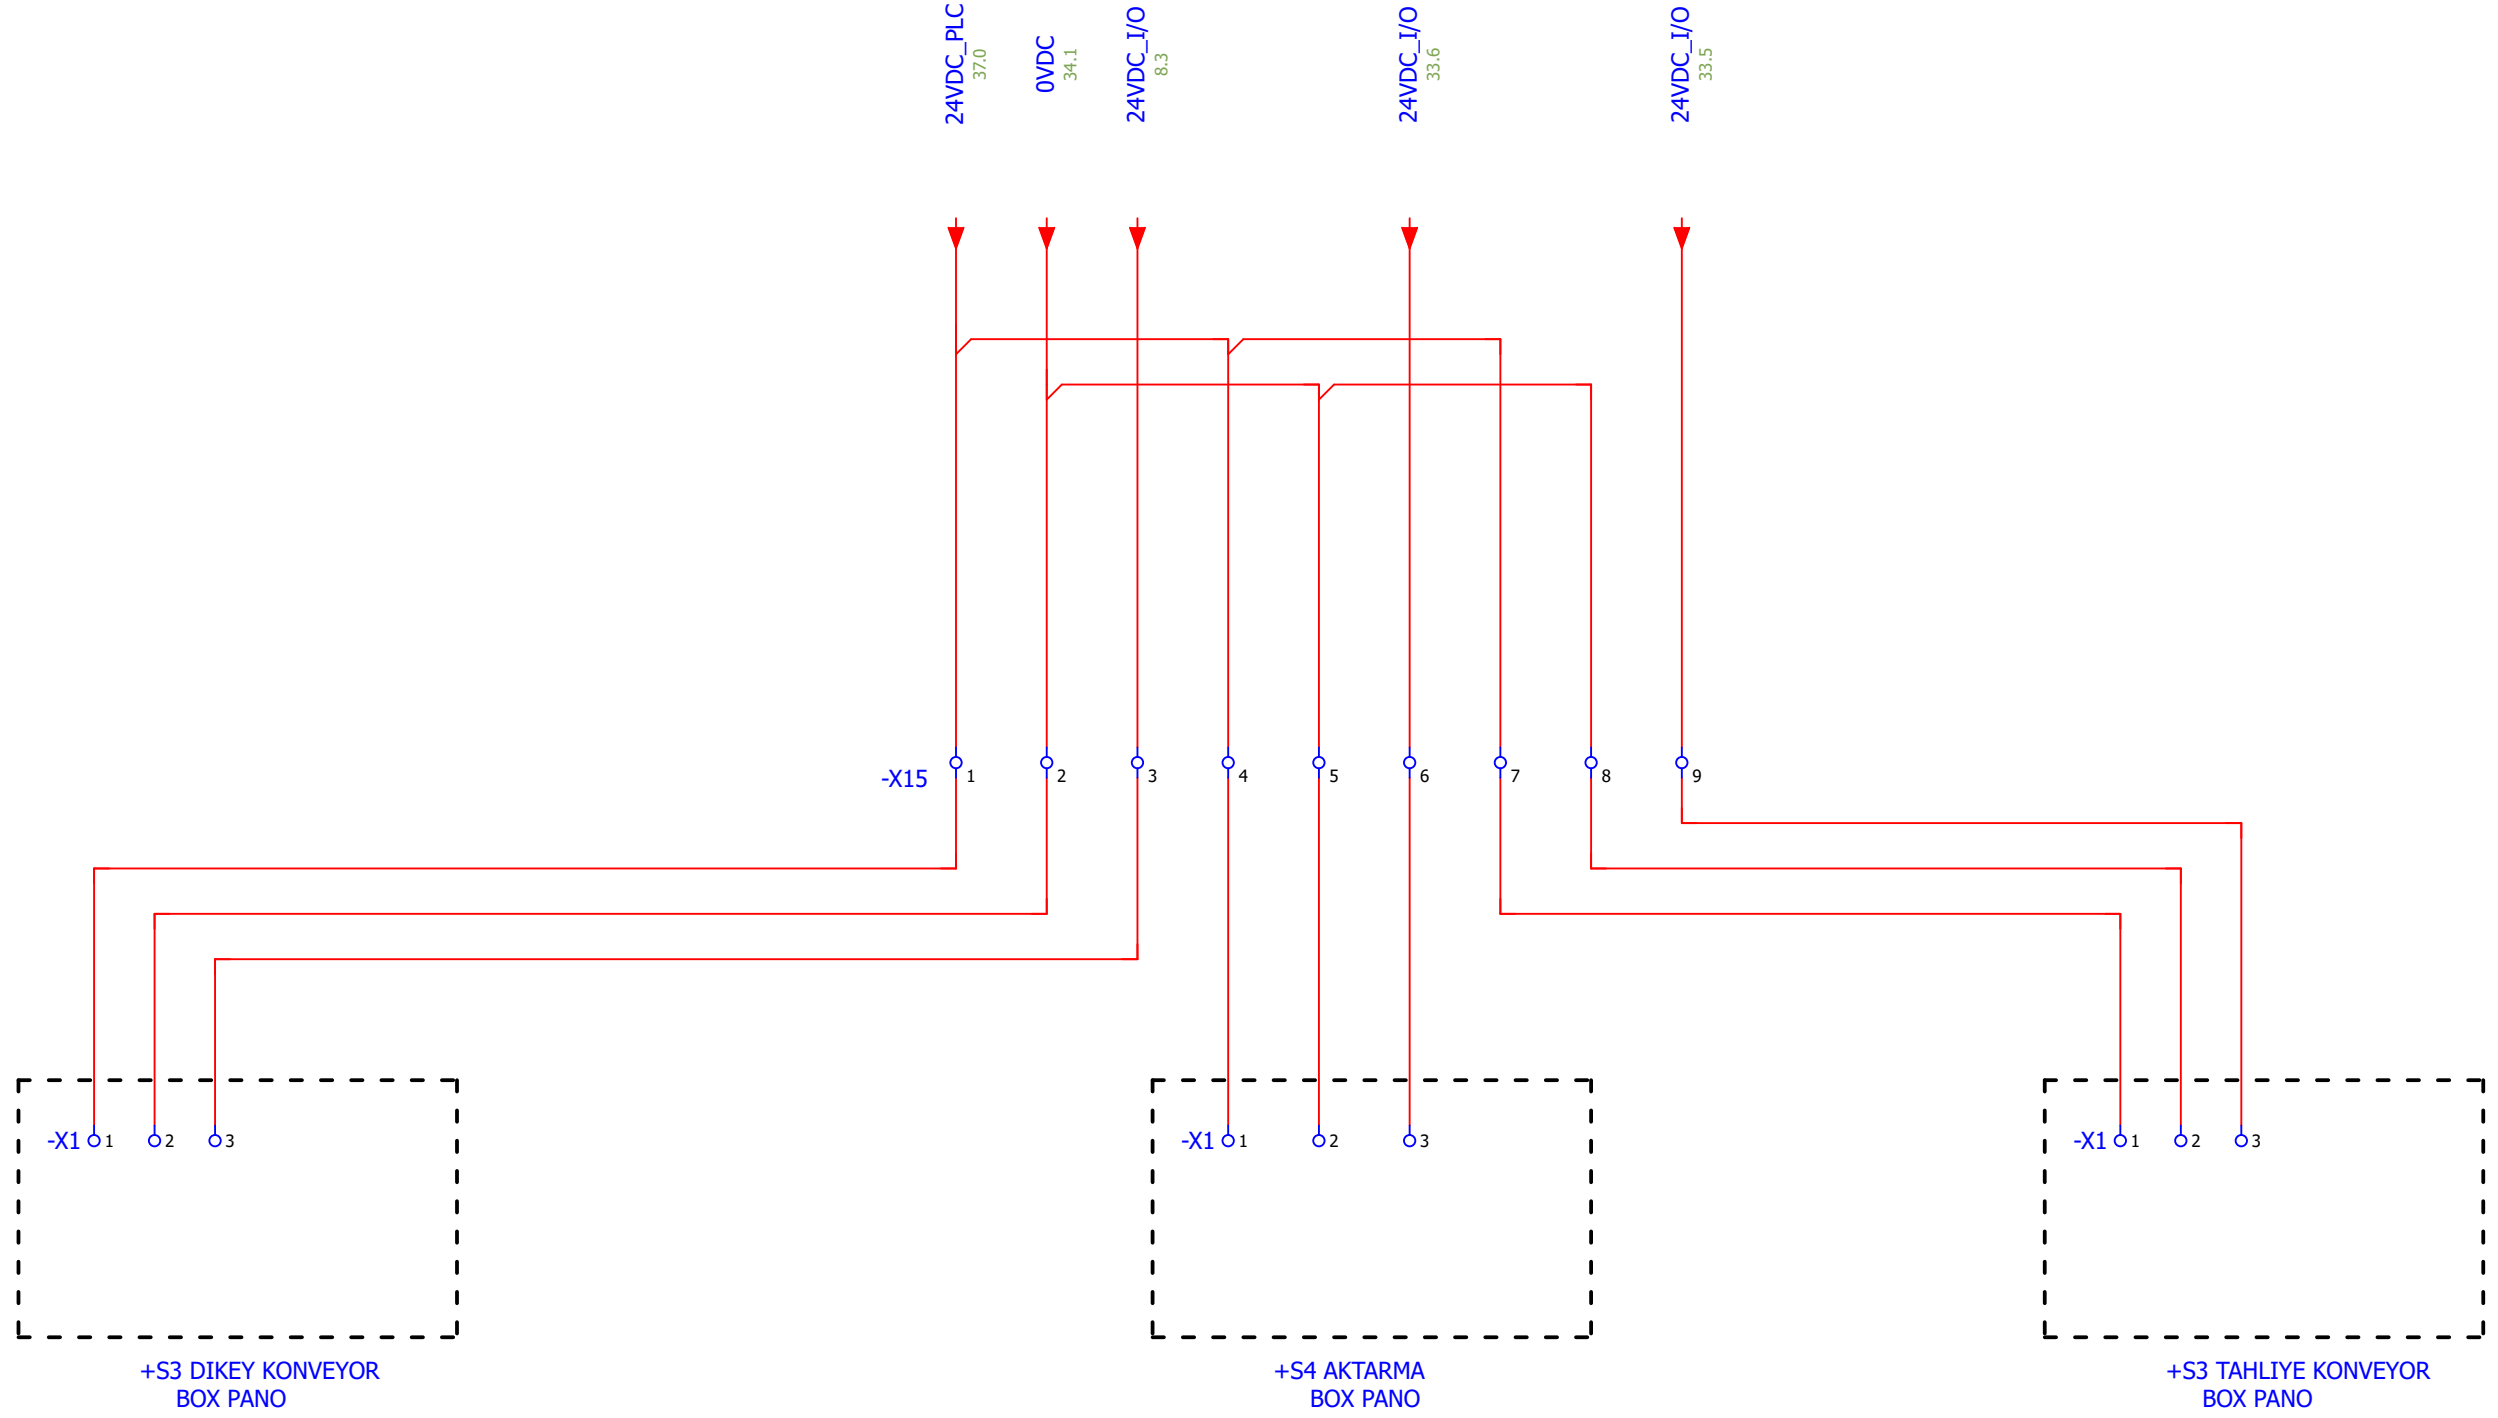 24VDC_PLC
37.0
0VDC
34.1
24VDC_I/O
8.3
24VDC_I/O
33.6
24VDC_I/O
33.5
-X15
1
2
3
4
5
6
7
8
9
-X1 1 2 3
-X1 1 2 3
-X1 1 2 3
+S3 DIKEY KONVEYOR
BOX PANO
+S4 AKTARMA
BOX PANO
+S3 TAHLIYE KONVEYOR
BOX PANO